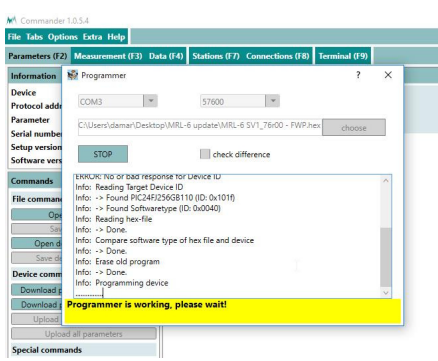 Commander 1.0.5.4
File Tabs Options Extra Help
Parameters (F2) Measurement (F3) Data (F4) Stations (F7) Connections (F8) Terminal (F9)
Information
Programmer
?
Device
Protocol addr
Parameter
Serial number
Setup version
Software vers
COM3
57600
C:\Users\damar\Desktop\MRL-6 update\MRL-6 SV1_76r00 - FWP.hex
choose
STOP
check difference
ERROR: No or bad response for Device ID
Info: Reading Target Device ID
Info: -> Found PIC24FJ256GB110 (ID: 0x101f)
Info: -> Found Softwaretype (ID: 0x0040)
Info: Reading hex-file
Info: -> Done.
Info: Compare software type of hex file and device
Info: -> Done.
Info: Erase old program
Info: -> Done.
Info: Programming device
............
Programmer is working, please wait!
Commands
File comman
Ope
Sav
Open d
Save da
Device comm
Download p
Download p
Upload
Upload all parameters
Special commands